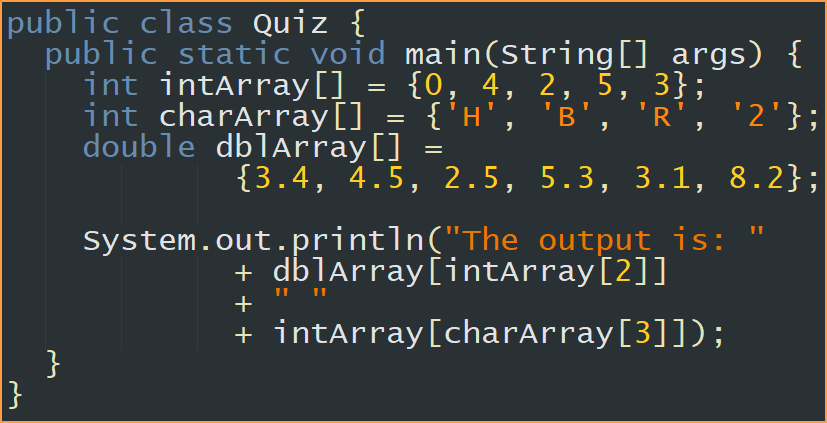 public class Quiz {
  public static void main(String[] args) {
    int intArray[] = {0, 4, 2, 5, 3};
    int charArray[] = {'H', 'B', 'R', '2'};
    double dblArray[] =
            {3.4, 4.5, 2.5, 5.3, 3.1, 8.2};
    System.out.println("The output is: "
            + dblArray[intArray[2]]
            + " "
            + intArray[charArray[3]]);
  }
}